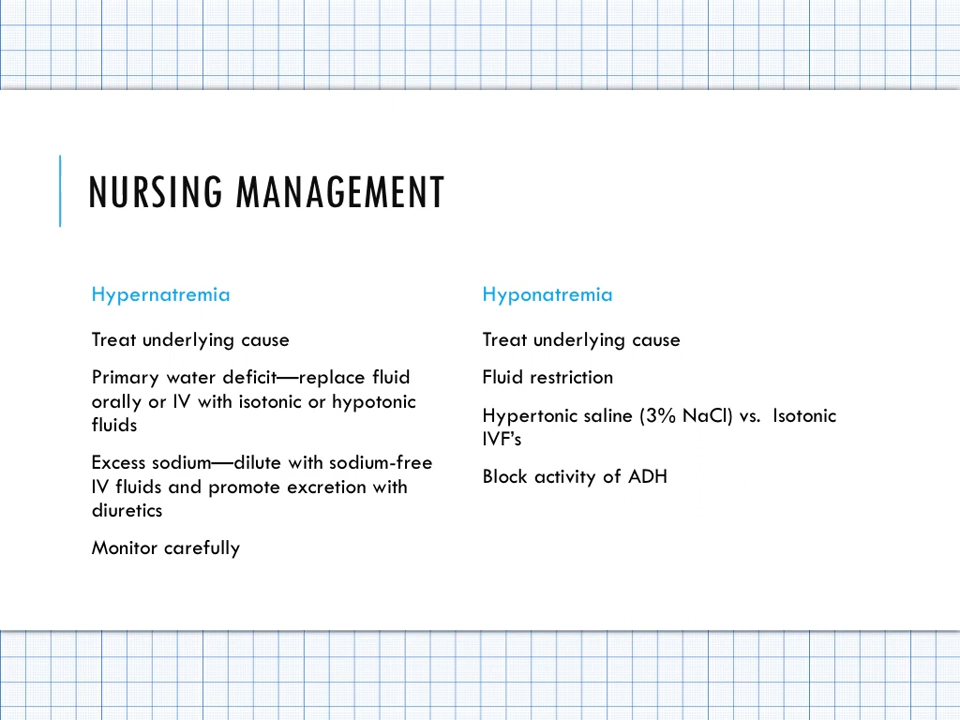 NURSING MANAGEMENT
Hypernatremia
Treat underlying cause
Primary water deficit—replace fluid
orally or IV with isotonic or hypotonic
fluids
Excess sodium—dilute with sodium-free
IV fluids and promote excretion with
diuretics
Monitor carefully
Hyponatremia
Treat underlying cause
Fluid restriction
Hypertonic saline (3% NaCl) vs.  Isotonic
IVF’s
Block activity of ADH